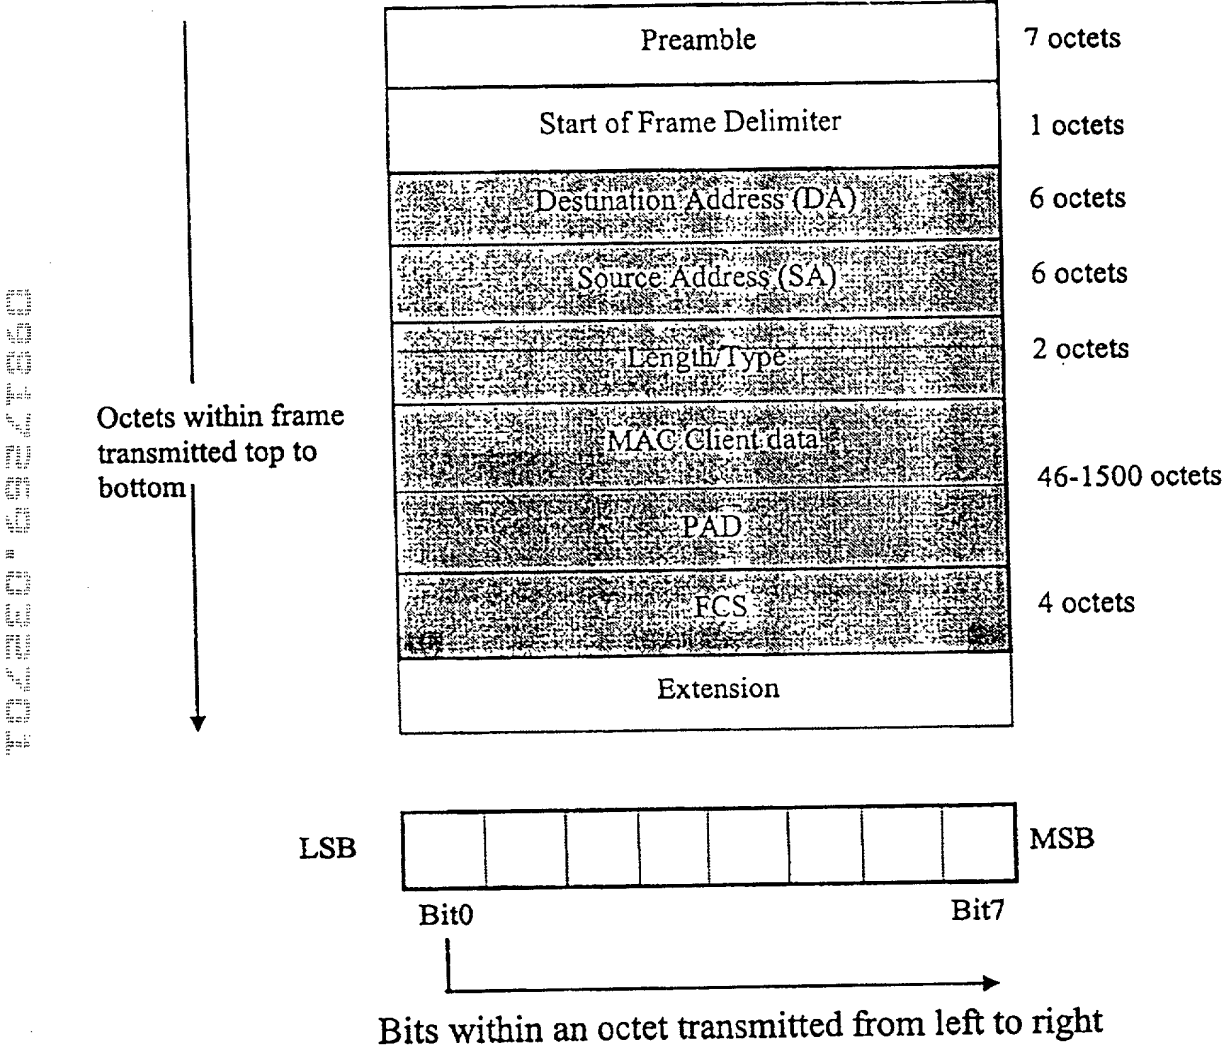 Preamble
7 octets
Start of Frame Delimiter
1 octets
Destination Address (DA)
6 octets
Source Address (SA)
6 octets
Length/Type
2 octets
Octets within frame
transmitted top to
bottom
MAC Client data
46-1500 octets
PAD
FCS
4 octets
Extension
LSB
MSB
Bit0
Bit7
Bits within an octet transmitted from left to right